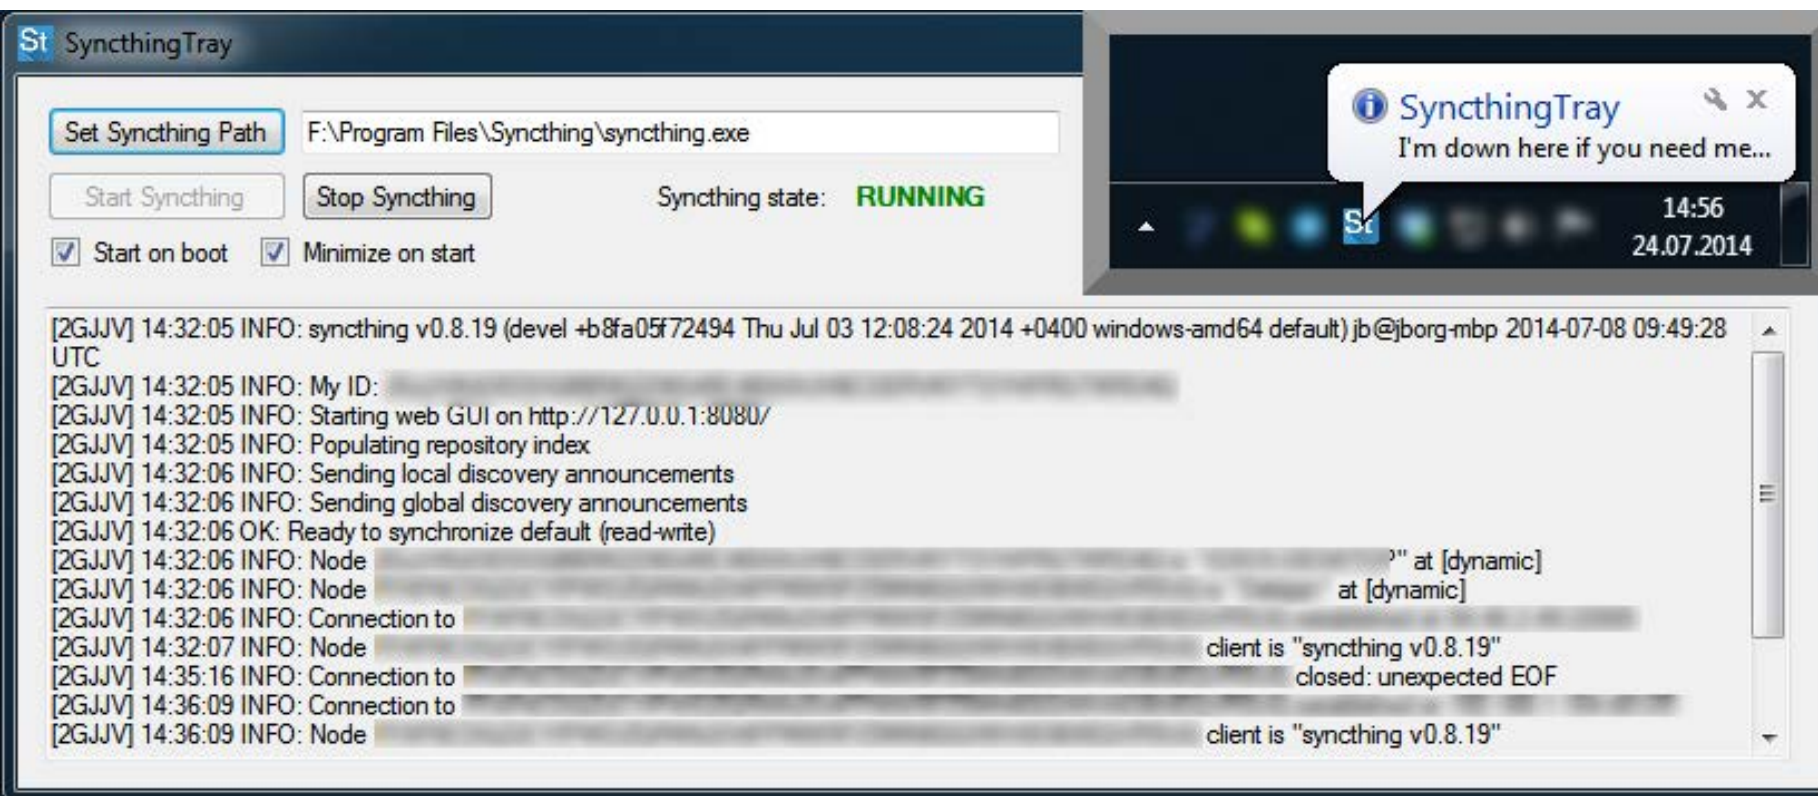 St SyncthingTray
Set Syncthing Path F:\Program Files\Syncthing\syncthing.exe
Start Syncthing Stop Syncthing Syncthing state: RUNNING
Start on boot Minimize on start
SyncthingTray
I'm down here if you need me...
St
14:56
24.07.2014
[2GJJV] 14:32:05 INFO: syncthing v0.8.19 (devel +b8fa05f72494 Thu Jul 03 12:08:24 2014 +0400 windows-amd64 default) jb@jborg-mbp 2014-07-08 09:49:28
UTC
[2GJJV] 14:32:05 INFO: My ID:
[2GJJV] 14:32:05 INFO: Starting web GUI on http://127.0.0.1:8080/
[2GJJV] 14:32:05 INFO: Populating repository index
[2GJJV] 14:32:06 INFO: Sending local discovery announcements
[2GJJV] 14:32:06 INFO: Sending global discovery announcements
[2GJJV] 14:32:06 OK: Ready to synchronize default (read-write)
[2GJJV] 14:32:06 INFO: Node " at [dynamic]
[2GJJV] 14:32:06 INFO: Node at [dynamic]
[2GJJV] 14:32:06 INFO: Connection to
[2GJJV] 14:32:07 INFO: Node client is "syncthing v0.8.19"
[2GJJV] 14:35:16 INFO: Connection to closed: unexpected EOF
[2GJJV] 14:36:09 INFO: Connection to
[2GJJV] 14:36:09 INFO: Node client is "syncthing v0.8.19"